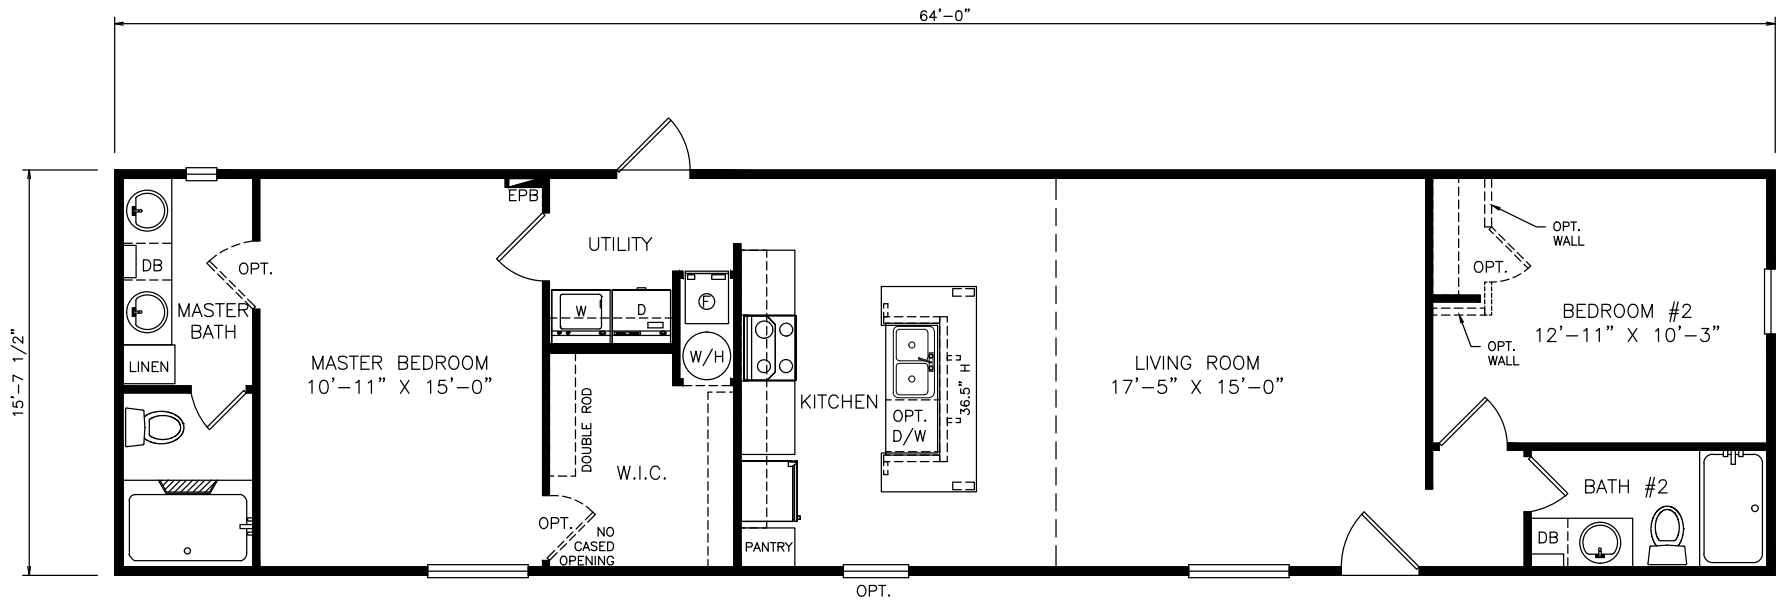 64'-0"
15'-7 1/2"
EPB
UTILITY
DB
OPT.
MASTER
BATH
LINEN
MASTER BEDROOM
10'-11" X 15'-0"
W
D
F
W/H
DOUBLE ROD
W.I.C.
OPT.
NO
CASED
OPENING
KITCHEN
PANTRY
OPT.
D/W
36.5" H
OPT.
LIVING ROOM
17'-5" X 15'-0"
OPT.
WALL
OPT.
OPT.
WALL
BEDROOM #2
12'-11" X 10'-3"
BATH #2
DB